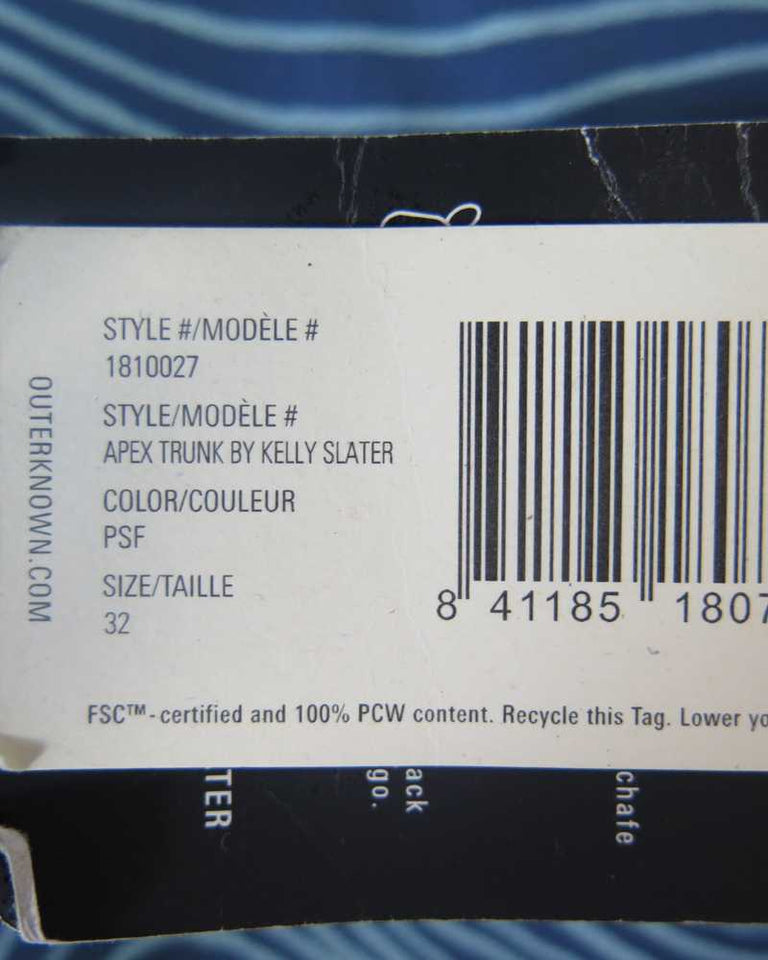 STYLE #/MODÈLE #
1810027
STYLE/MODÈLE #
APEX TRUNK BY KELLY SLATER
COLOR/COULEUR
PSF
SIZE/TAILLE
32
OUTERKNOWN.COM
8 41185 1807
FSC™-certified and 100% PCW content. Recycle this Tag. Lower yo
TER
ack
go.
chafe